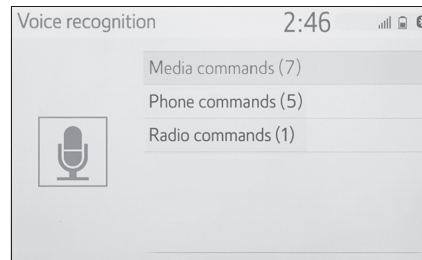 Voice recognition 2:46
Media commands (7)
Phone commands (5)
Radio commands (1)